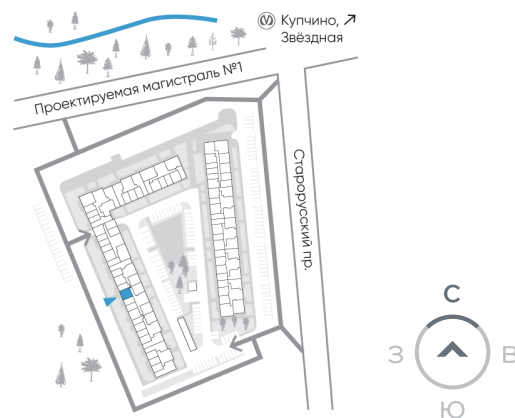 Купчино,
Звёздная
Проектируемая магистраль №1
Старорусский пр.
С
З
В
Ю